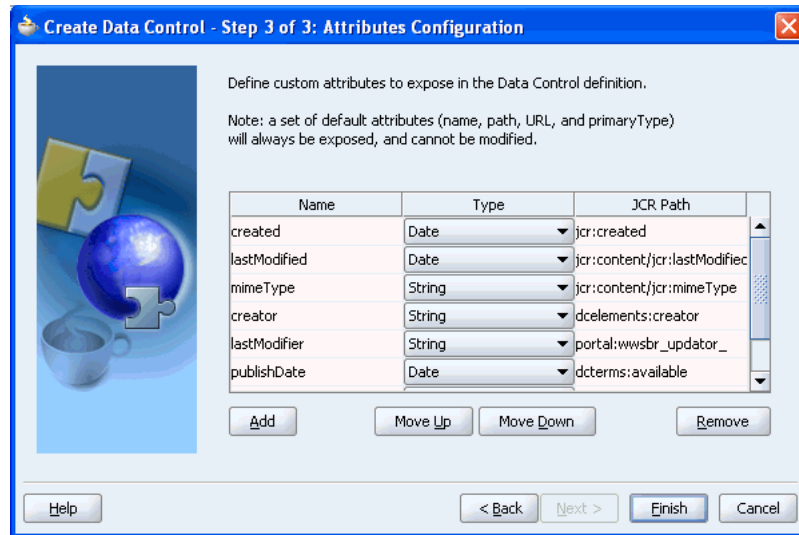 Create Data Control - Step 3 of 3: Attributes Configuration
Define custom attributes to expose in the Data Control definition.
Note: a set of default attributes (name, path, URL, and primaryType)
will always be exposed, and cannot be modified.
Name Type JCR Path
created Date jcr:created
lastModified Date jcr:content/jcr:lastModified
mimeType String jcr:content/jcr:mimeType
creator String dcelements:creator
lastModifier String portal:wwsbr_updator_
publishDate Date dcterms:available
Add Move Up Move Down Remove
Help < Back Next > Finish Cancel